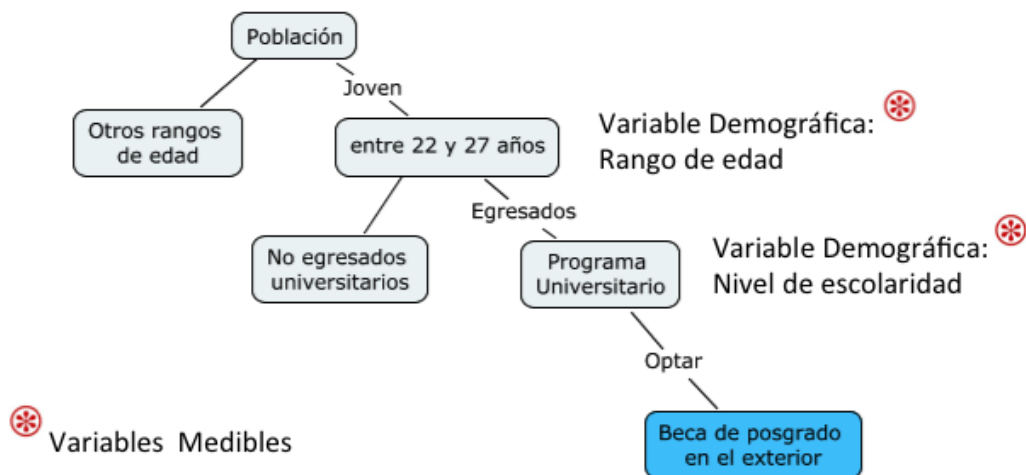 Población
Joven
Otros rangos
de edad
entre 22 y 27 años
Variable Demográfica:
Rango de edad
Egresados
No egresados
universitarios
Programa
Universitario
Variable Demográfica:
Nivel de escolaridad
Optar
Beca de posgrado
en el exterior
Variables Medibles